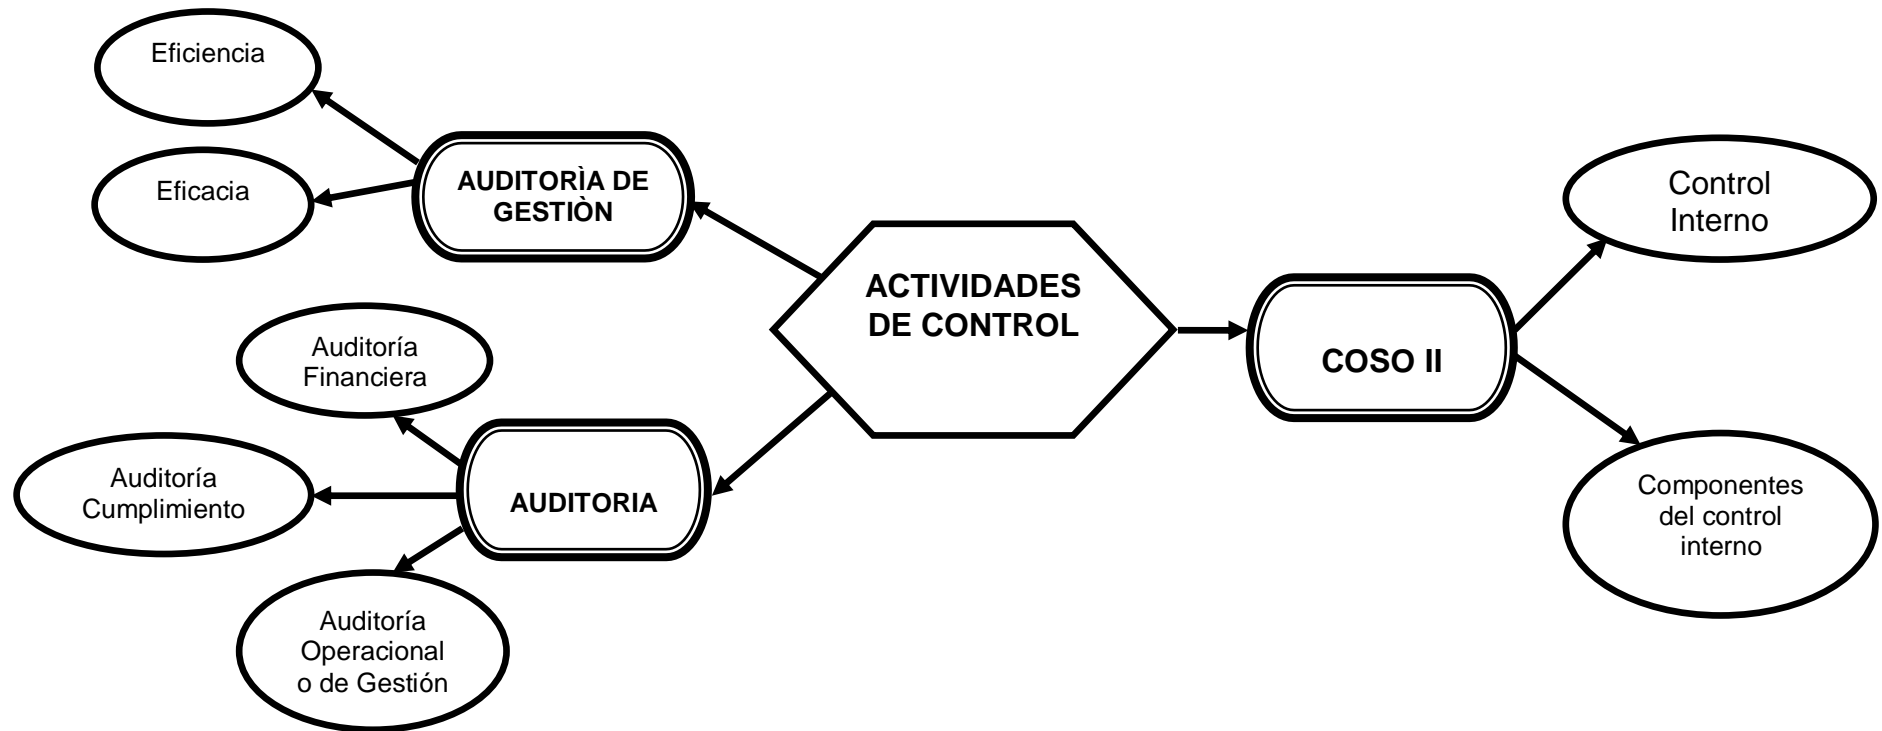 Eficiencia
Eficacia
AUDITORÌA DE
GESTIÒN
ACTIVIDADES
DE CONTROL
Control
Interno
COSO II
Auditoría
Financiera
Auditoría
Cumplimiento
AUDITORIA
Auditoría
Operacional
o de Gestión
Componentes
del control
interno